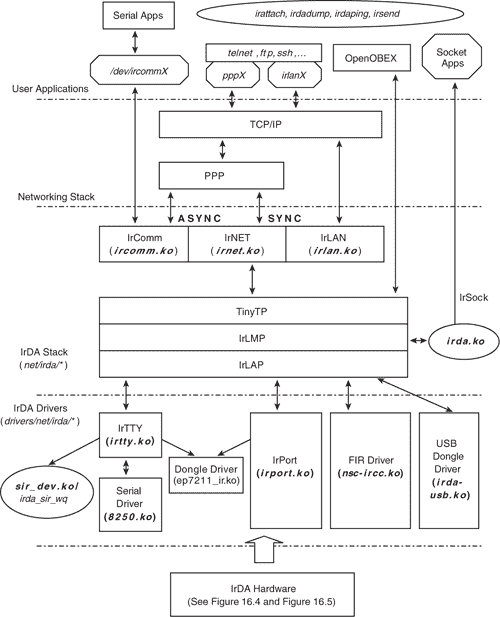 Serial Apps
irattach, irdadump, irdaping, irsend
/dev/ircommX
telnet ,ftp, ssh,...
pppX
irlanX
OpenOBEX
Socket
Apps
User Applications
TCP/IP
PPP
Networking Stack
ASYNC
SYNC
IrComm
(ircomm.ko)
IrNET
(irnet.ko)
IrLAN
(irlan.ko)
IrSock
TinyTP
IrLMP
IrLAP
irda.ko
IrDA Stack
(net/irda/*)
IrDA Drivers
(drivers/net/irda/*)
IrTTY
(irtty.ko)
sir_dev.ko/
irda_sir_wq
Serial
Driver
(8250.ko)
Dongle Driver
(ep7211_ir.ko)
IrPort
(irport.ko)
FIR Driver
(nsc-ircc.ko)
USB
Dongle
Driver
(irda-
usb.ko)
IrDA Hardware
(See Figure 16.4 and Figure 16.5)